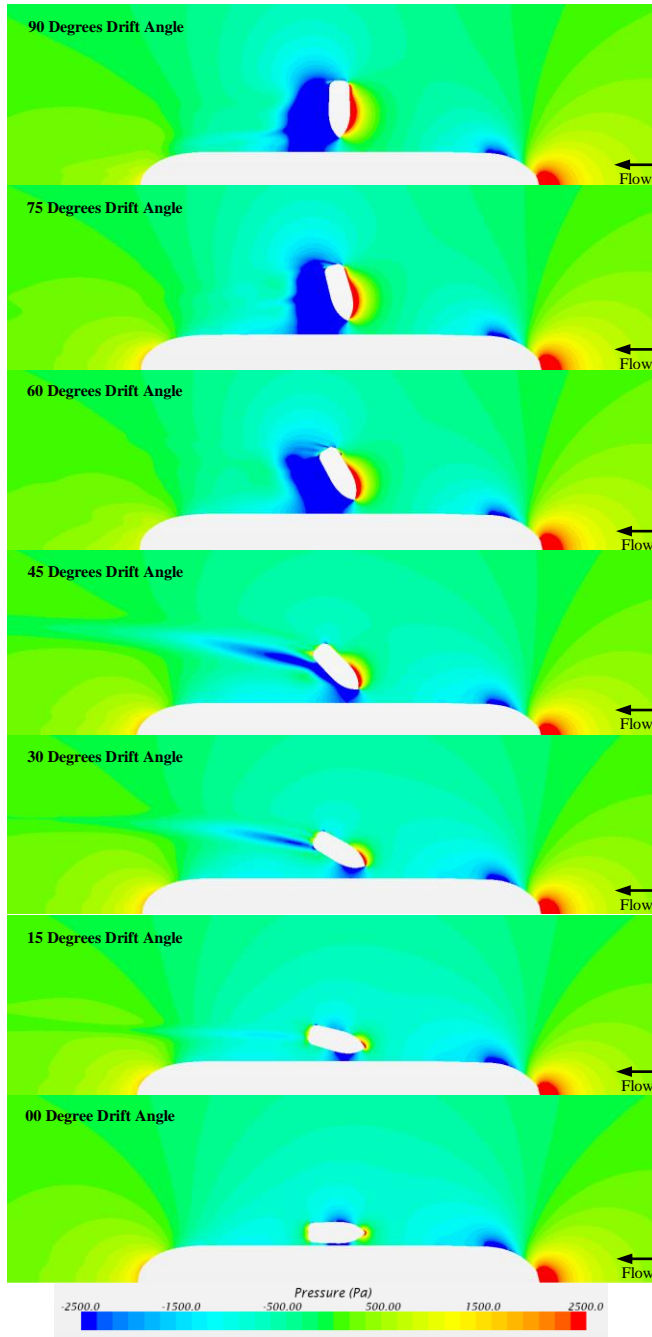 90 Degrees Drift Angle
Flow
75 Degrees Drift Angle
Flow
60 Degrees Drift Angle
Flow
45 Degrees Drift Angle
Flow
30 Degrees Drift Angle
Flow
15 Degrees Drift Angle
Flow
00 Degree Drift Angle
Flow
Pressure (Pa)
-2500.0 -1500.0 -500.00 500.00 1500.0 2500.0